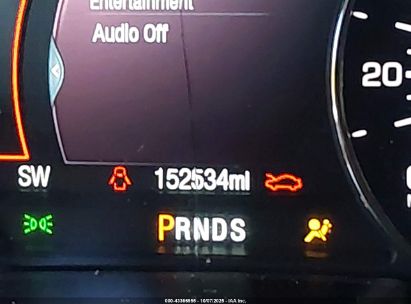 Entertainment
Audio Off
20
SW
152534mi
PRNDS